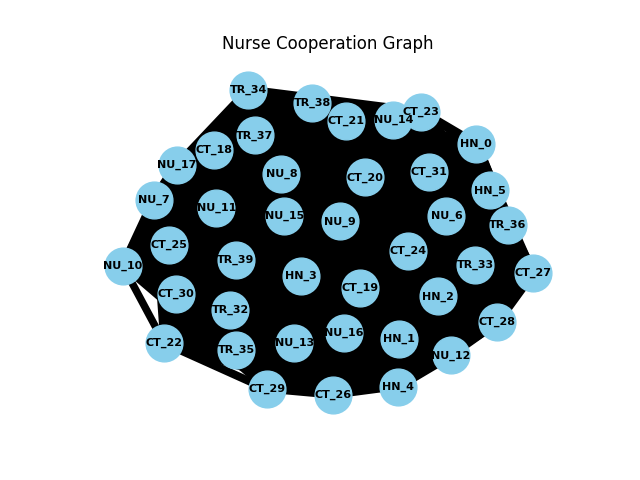 Nurse Cooperation Graph
TR_34
TR_38
CT_23
CT_21
NU_14
TR_37
HN_0
CT_18
NU_17
CT_31
NU_8
CT_20
HN_5
NU_7
NU_11
NU_15
NU_6
NU_9
TR_36
CT_25
CT_24
TR_39
NU_10
TR_33
CT_27
HN_3
CT_19
CT_30
HN_2
TR_32
CT_28
NU_16
HN_1
CT_22
NU_13
TR_35
NU_12
HN_4
CT_29
CT_26